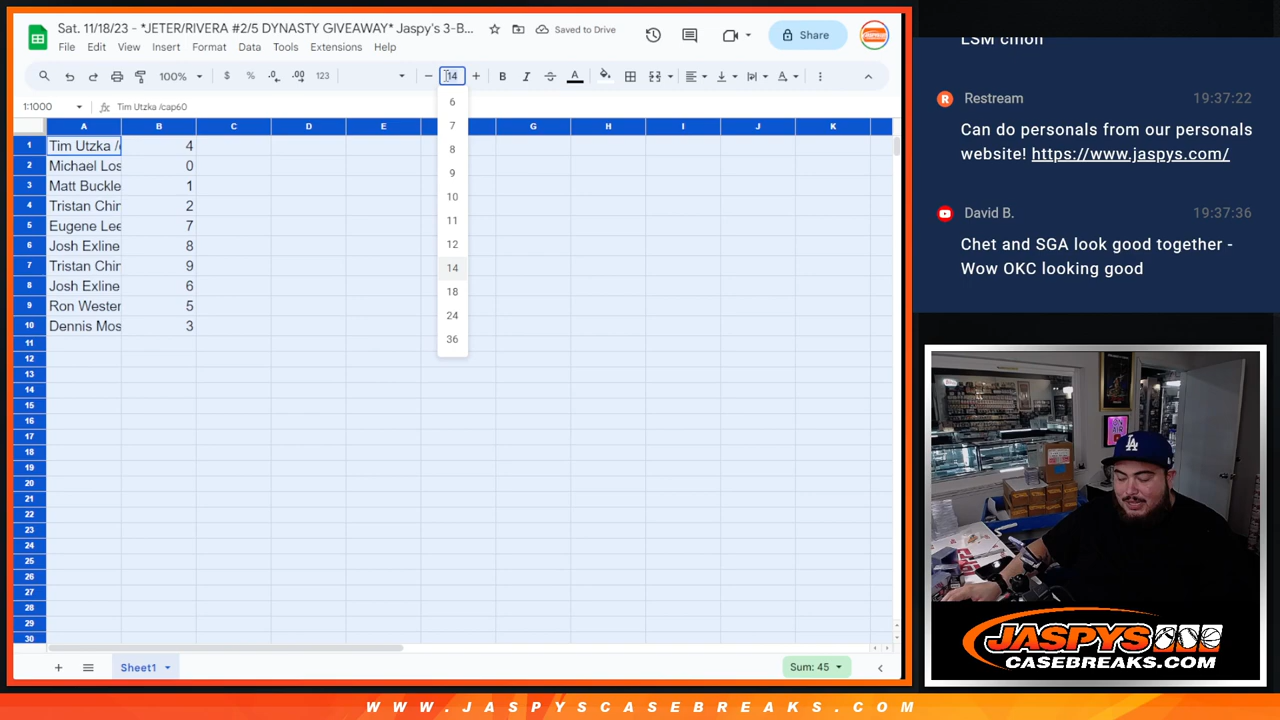 Sat. 11/18/23 - *JETER/RIVERA #2/5 DYNASTY GIVEAWAY* Jaspy's 3-B...
Saved to Drive
Share
File Edit View Insert Format Data Tools Extensions Help
100% $ % .0 .00 123 14
1:1000 Tim Utzka /cap60
A B C D E G H I J K
1 Tim Utzka /c 4
2 Michael Los 0
3 Matt Buckle 1
4 Tristan Chin 2
5 Eugene Lee 7
6 Josh Exline 8
7 Tristan Chin 9
8 Josh Exline 6
9 Ron Wester 5
10 Dennis Mos 3
11
12
13
14
15
16
17
18
19
20
21
22
23
24
25
26
27
28
29
30
6
7
8
9
10
11
12
14
18
24
36
Sheet1
Sum: 45
LSM cmon
Restream 19:37:22
Can do personals from our personals
website! https://www.jaspys.com/
David B. 19:37:36
Chet and SGA look good together -
Wow OKC looking good
ON AIR
LA
JASPYS
CASEBREAKS.COM
WWW.JASPYSCASEBREAKS.COM